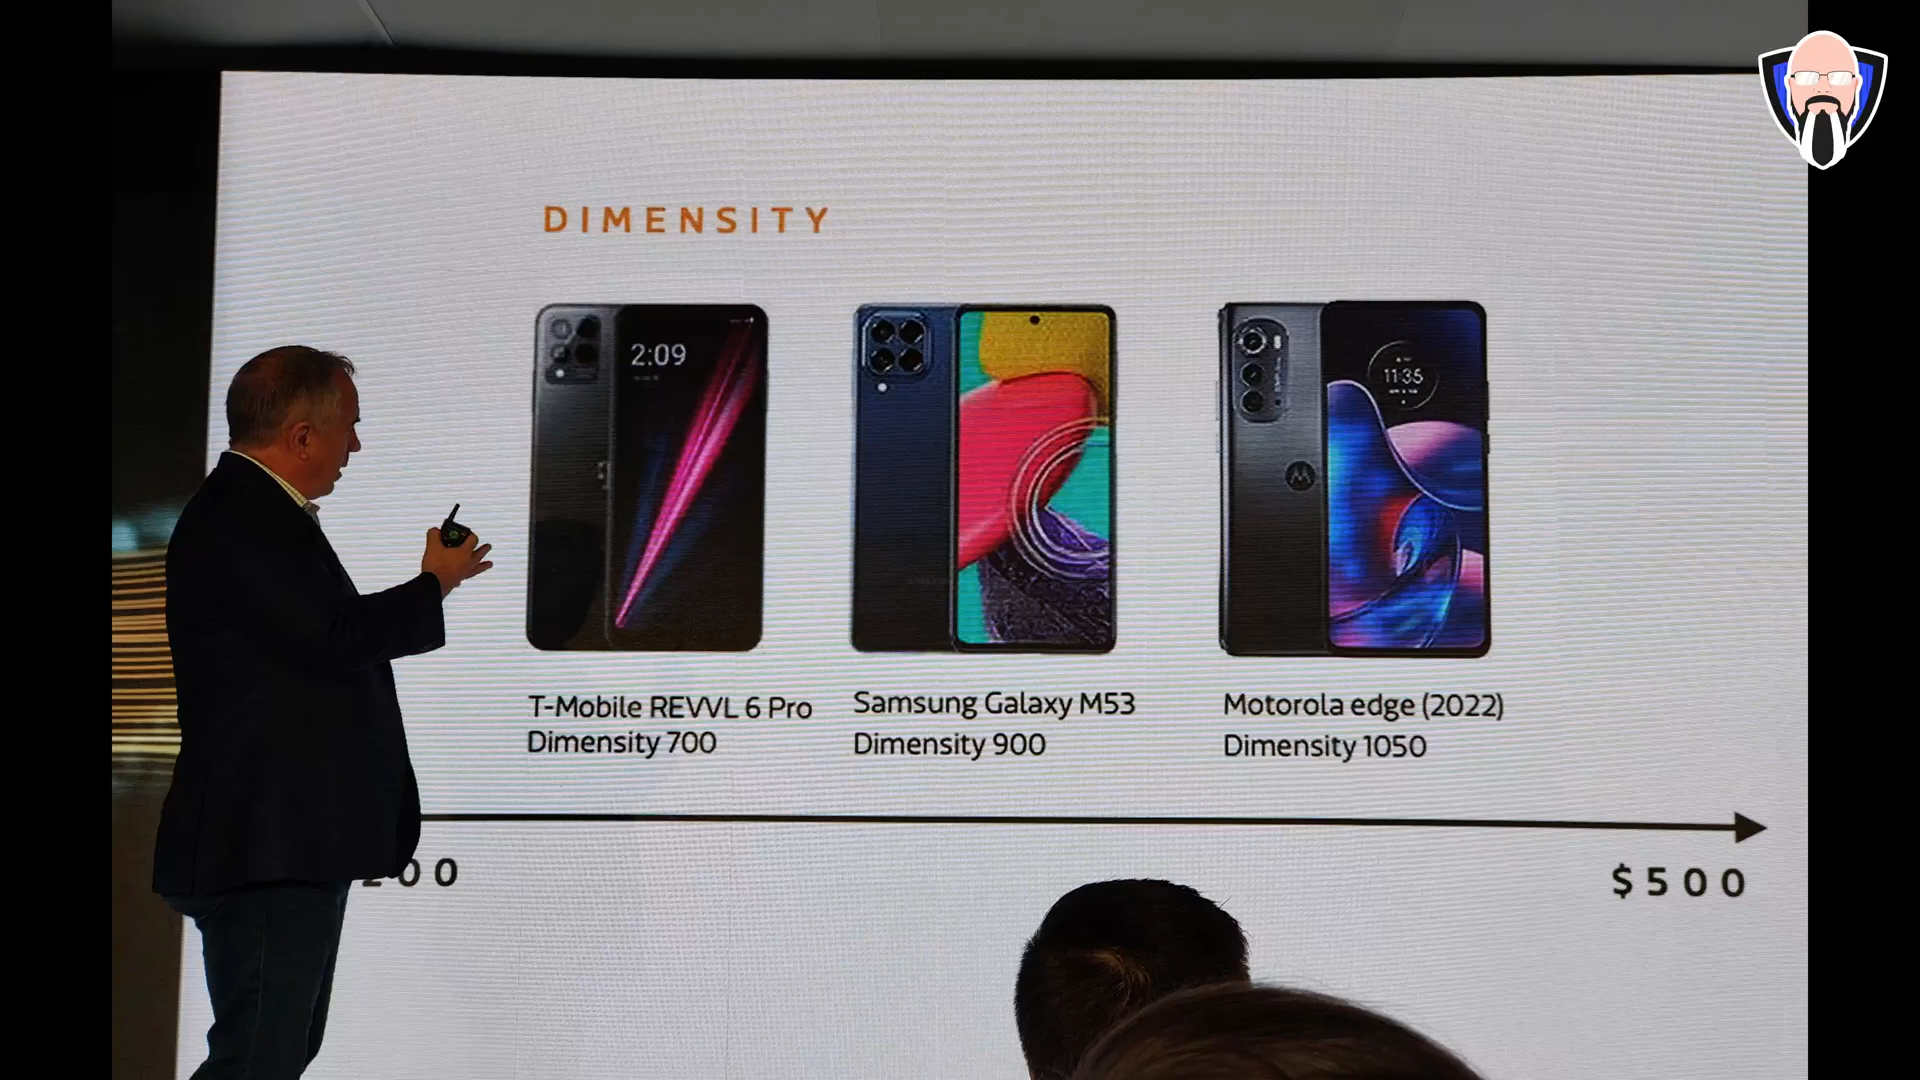 DIMENSITY
2:09
11:35
T-Mobile REVVL 6 Pro
Dimensity 700
Samsung Galaxy M53
Dimensity 900
Motorola edge (2022)
Dimensity 1050
200
$500